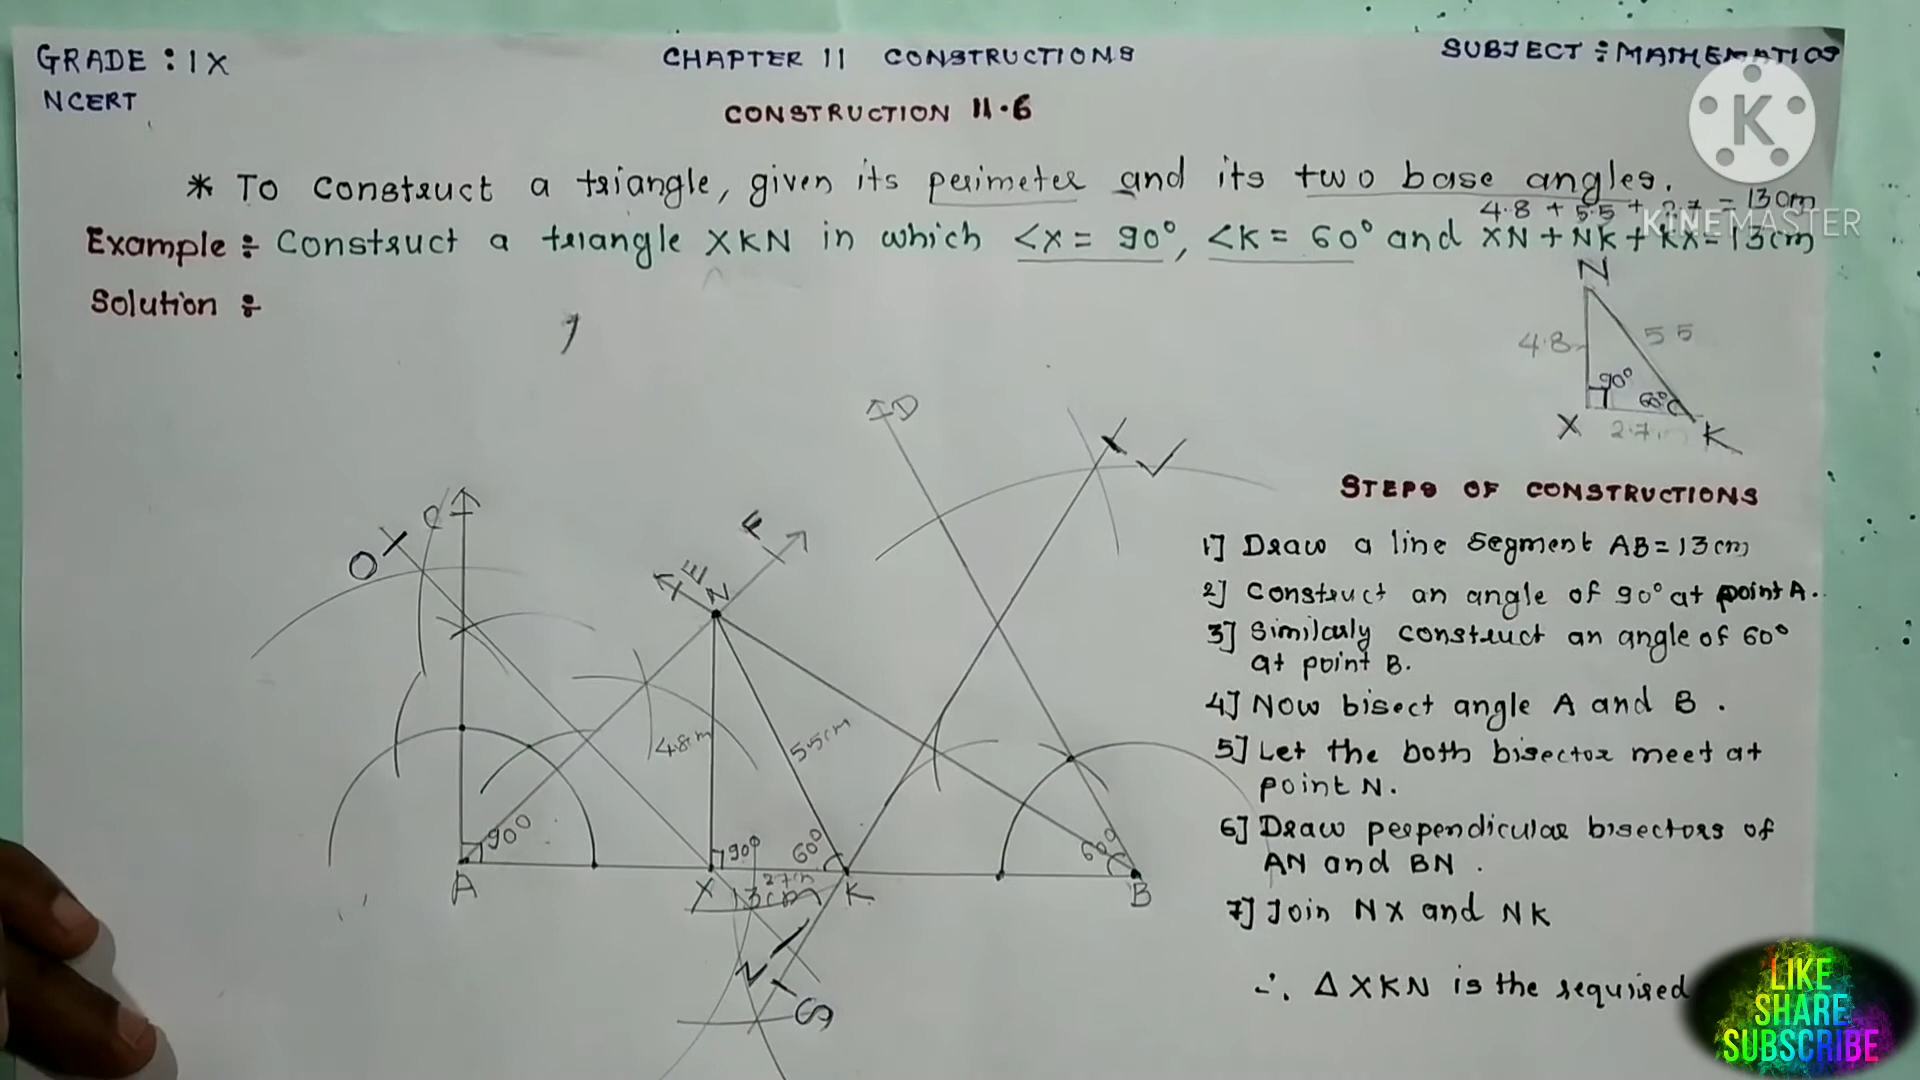 GRADE : IX
CHAPTER 11 CONSTRUCTIONS
SUBJECT : MATHEMATICS
NCERT
CONSTRUCTION 11.6
K
* To construct a triangle, given its perimeter and its two base angles.
4.8 + 5.5 + 2.7 = 13cm
KINEMASTER
Example :- Construct a triangle XKN in which <X = 90°, <K = 60° and XN + NK + KX = 13cm
Solution :-
N
4.8
5.5
90°
60°
X
2.7
K
STEPS OF CONSTRUCTIONS
1] Draw a line segment AB = 13cm
2] Construct an angle of 90° at point A.
3] Similarly construct an angle of 60°
at point B.
4] Now bisect angle A and B.
5] Let the both bisector meet at
point N.
6] Draw perpendicular bisectors of
AN and BN.
7] Join NX and NK
∴ Δ XKN is the required
D
C
O
F
E
N
4.8cm
5.5cm
90°
90°
60°
60°
A
X
2.7cm
13cm
K
B
S
LIKE
SHARE
SUBSCRIBE